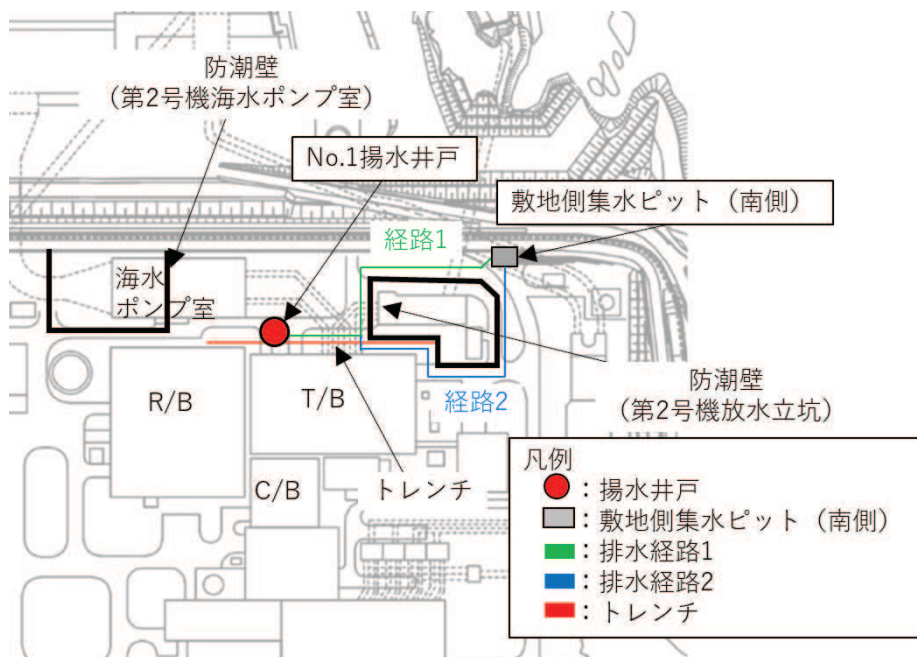 防潮壁
（第2号機海水ポンプ室）
No.1揚水井戸
敷地側集水ピット（南側）
経路1
海水
ポンプ室
防潮壁
（第2号機放水立坑）
R/B
T/B
経路2
C/B
トレンチ
凡例
：揚水井戸
：敷地側集水ピット（南側）
：排水経路1
：排水経路2
：トレンチ